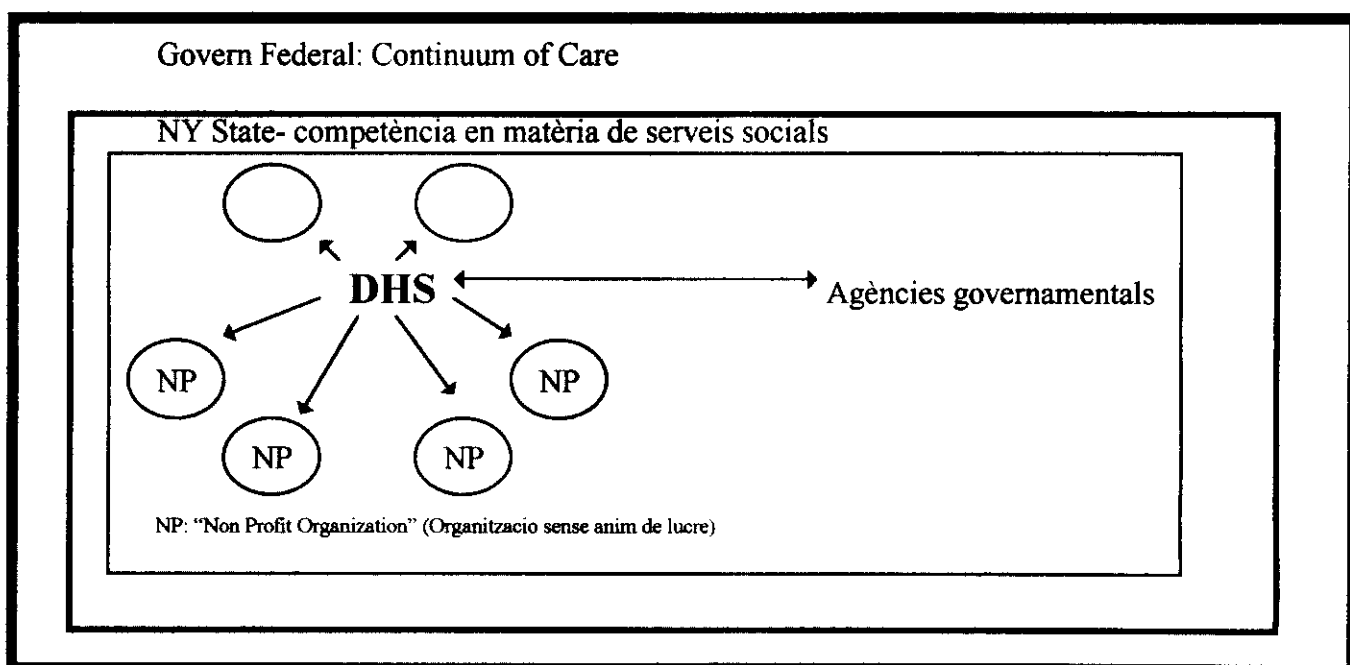 Govern Federal: Continuum of Care
NY State- competència en matèria de serveis socials
DHS
Agències governamentals
NP
NP
NP
NP
NP: “Non Profit Organization” (Organitzacio sense anim de lucre)